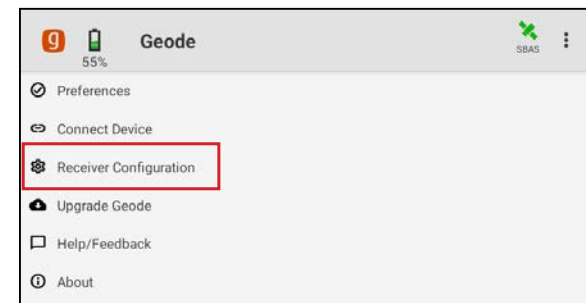 g
Geode
SBAS
55%
Preferences
Connect Device
Receiver Configuration
Upgrade Geode
Help/Feedback
About